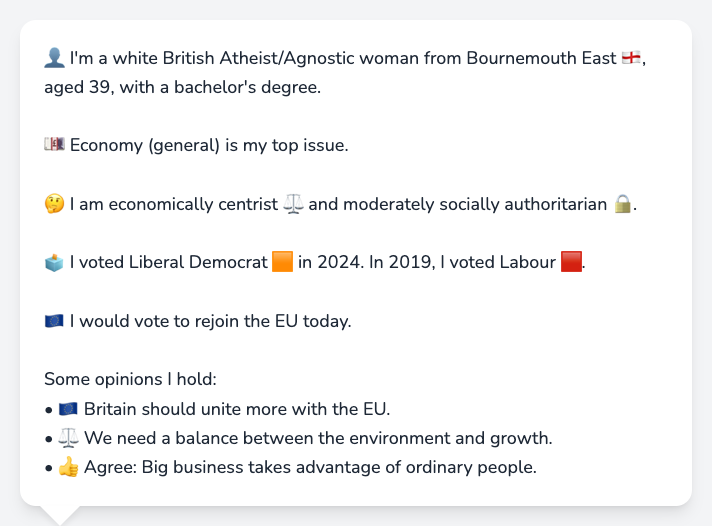 👤 I'm a white British Atheist/Agnostic woman from Bournemouth East 🏴󠁧󠁢󠁥󠁮󠁧󠁿,
aged 39, with a bachelor's degree.
💷 Economy (general) is my top issue.
🤔 I am economically centrist ⚖️ and moderately socially authoritarian 🔒.
🗳️ I voted Liberal Democrat 🟧 in 2024. In 2019, I voted Labour 🟥.
🇪🇺 I would vote to rejoin the EU today.
Some opinions I hold:
• 🇪🇺 Britain should unite more with the EU.
• ⚖️ We need a balance between the environment and growth.
• 👍 Agree: Big business takes advantage of ordinary people.